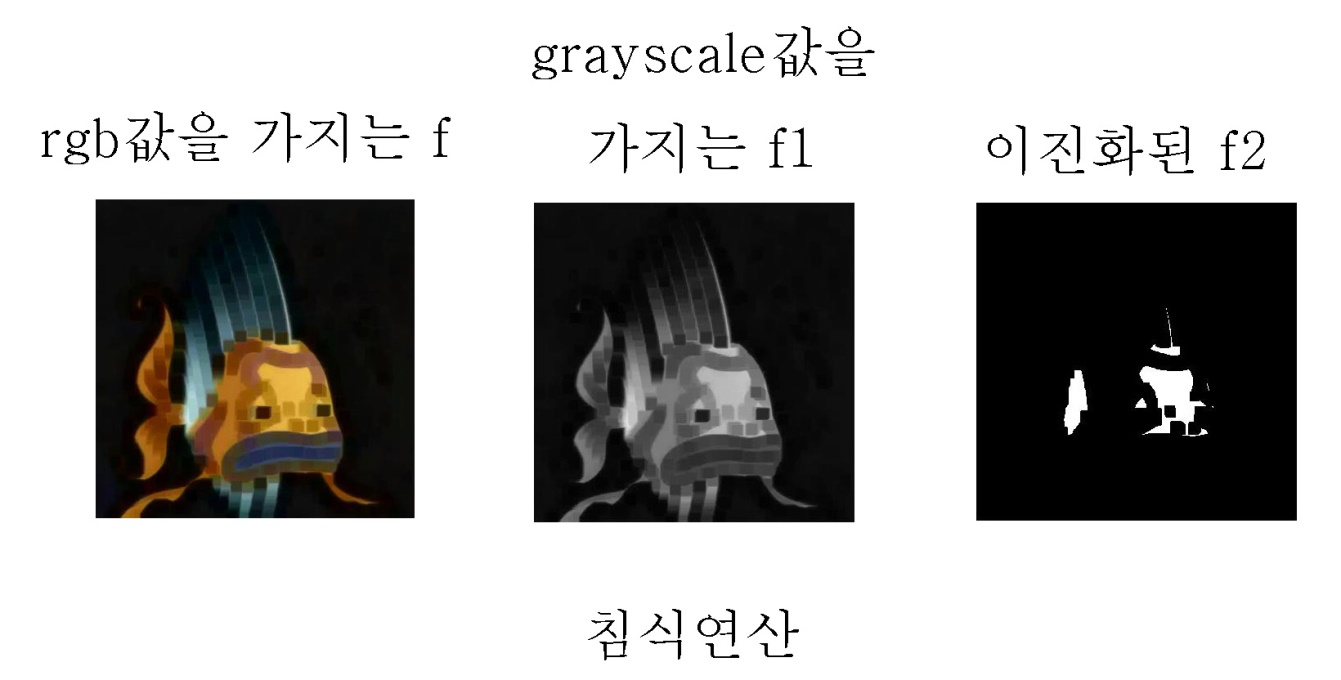 rgb값을 가지는 f
grayscale값을
가지는 f1
이진화된 f2
침식연산